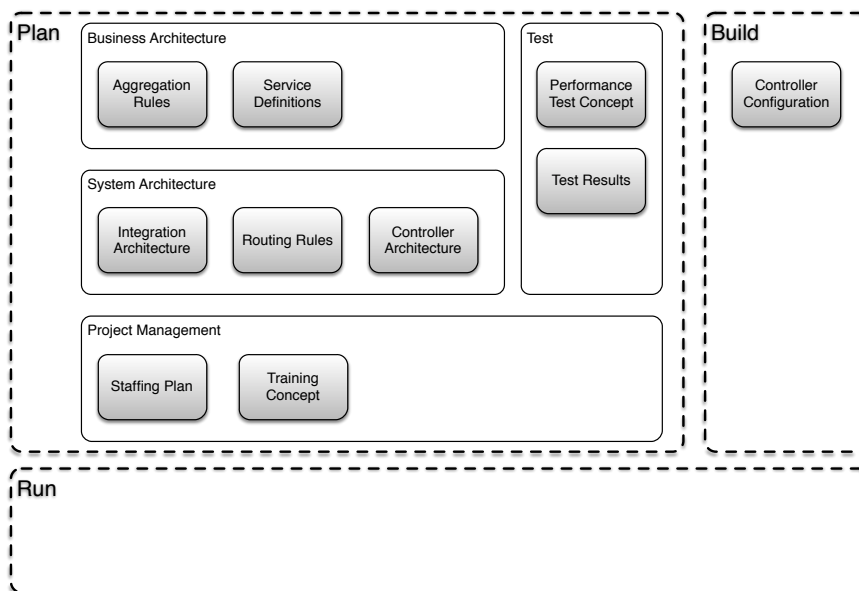 Plan
Business Architecture
Aggregation
Rules
Service
Definitions
System Architecture
Integration
Architecture
Routing Rules
Controller
Architecture
Test
Performance
Test Concept
Test Results
Project Management
Staffing Plan
Training
Concept
Build
Controller
Configuration
Run